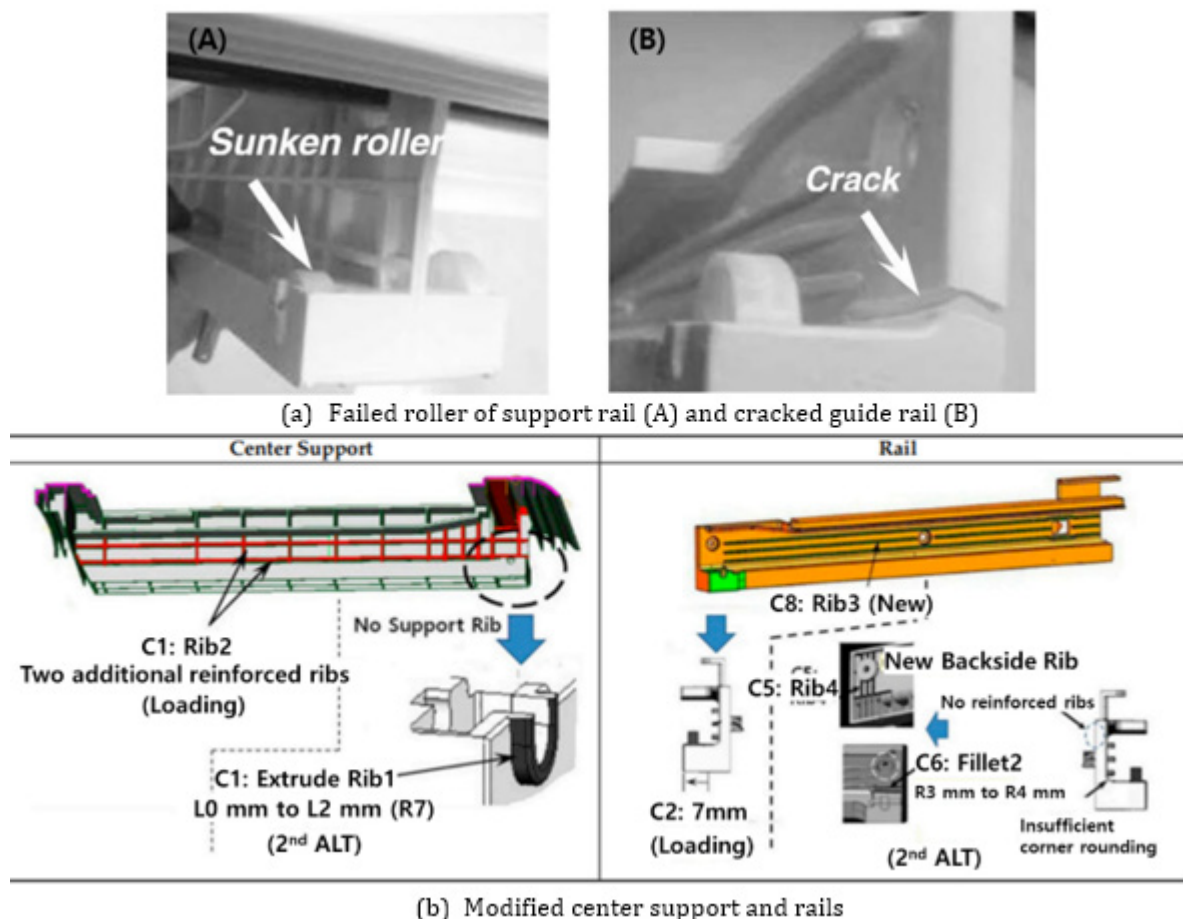 (A)
Sunken roller
(B)
Crack
(a) Failed roller of support rail (A) and cracked guide rail (B)
Center Support
Rail
No Support Rib
C1: Rib2
Two additional reinforced ribs
(Loading)
C1: Extrude Rib1
L0 mm to L2 mm (R7)
(2nd ALT)
C8: Rib3 (New)
New Backside Rib
C5: Rib4
No reinforced ribs
C6: Fillet2
R3 mm to R4 mm
C2: 7mm
(Loading)
(2nd ALT)
Insufficient
corner rounding
(b) Modified center support and rails